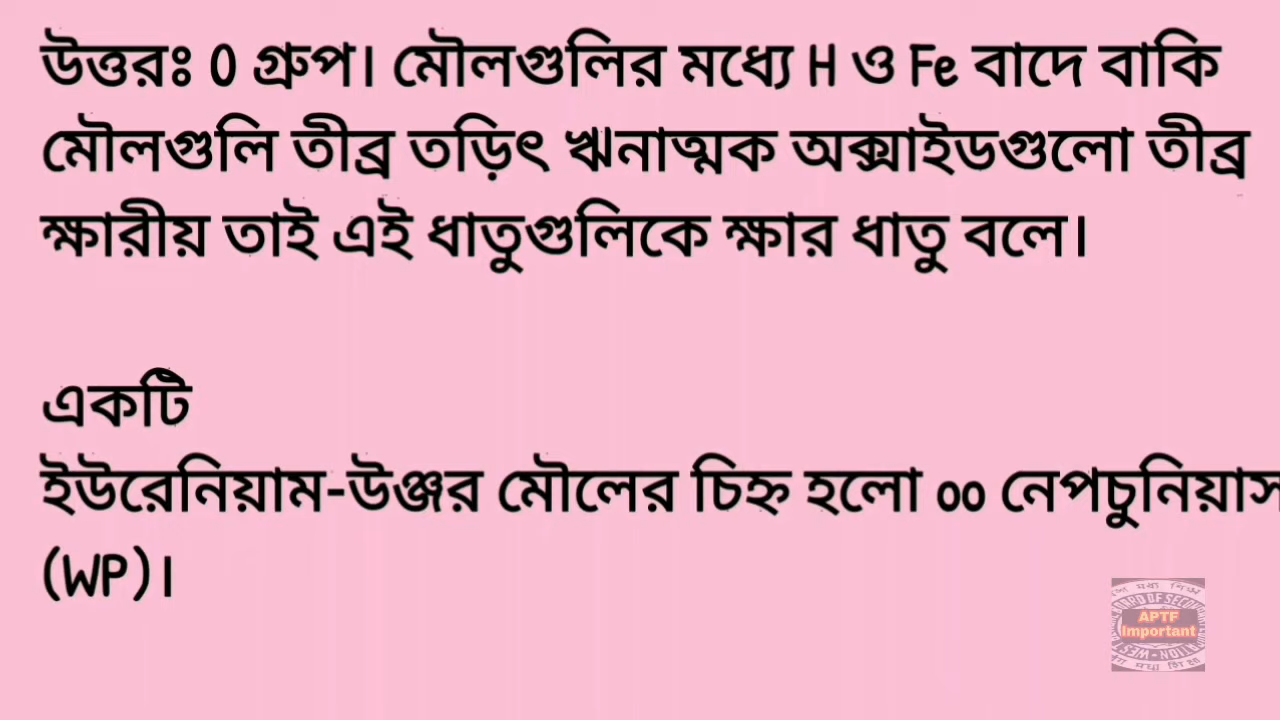 উত্তরঃ 0 গ্রুপ। মৌলগুলির মধ্যে H ও Fe বাদে বাকি
মৌলগুলি তীব্র তড়িৎ ঋনাত্মক অক্সাইডগুলো তীব্র
ক্ষারীয় তাই এই ধাতুগুলিকে ক্ষার ধাতু বলে।
একটি
ইউরেনিয়াম-উঞ্জর মৌলের চিহ্ন হলো ০০ নেপচুনিয়াস
(WP)।
APTF
Important